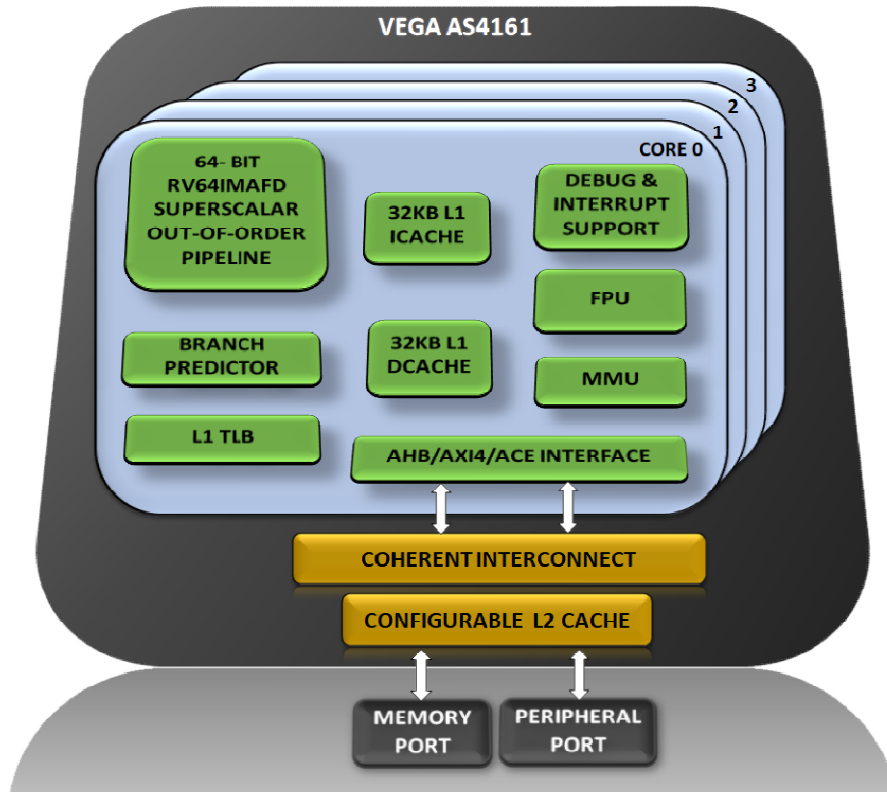 VEGA AS4161
3
2
1
CORE 0
64- BIT
RV64IMAFD
SUPERSCALAR
OUT-OF-ORDER
PIPELINE
32KB L1
ICACHE
DEBUG &
INTERRUPT
SUPPORT
FPU
BRANCH
PREDICTOR
32KB L1
DCACHE
MMU
L1 TLB
AHB/AXI4/ACE INTERFACE
COHERENT INTERCONNECT
CONFIGURABLE L2 CACHE
MEMORY
PORT
PERIPHERAL
PORT